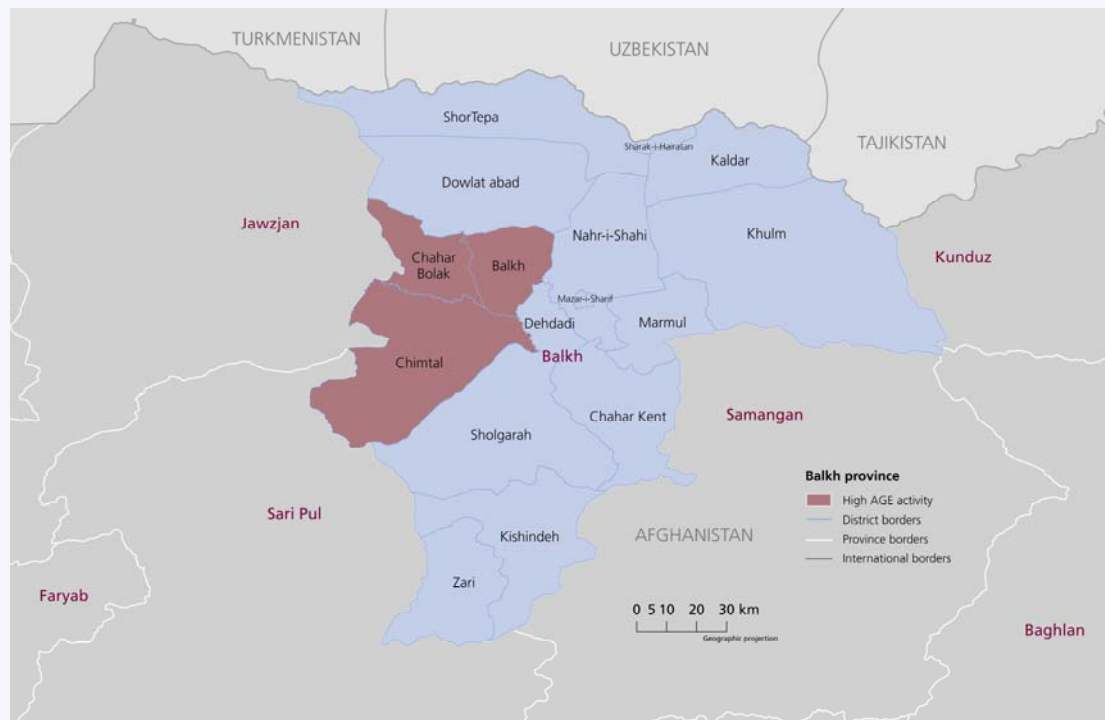 TURKMENISTAN
UZBEKISTAN
TAJIKISTAN
ShorTepa
Sharak-i-Hairatan
Kaldar
Dowlat abad
Jawzjan
Nahr-i-Shahi
Khulm
Kunduz
Chahar
Bolak
Balkh
Mazar-i-Sharif
Dehdadi
Marmul
Balkh
Chimtal
Chahar Kent
Samangan
Sholgarah
Balkh province
High AGE activity
District borders
Province borders
International borders
Sari Pul
Kishindeh
AFGHANISTAN
Zari
Faryab
0 5 10 20 30 km
Geographic projection
Baghlan